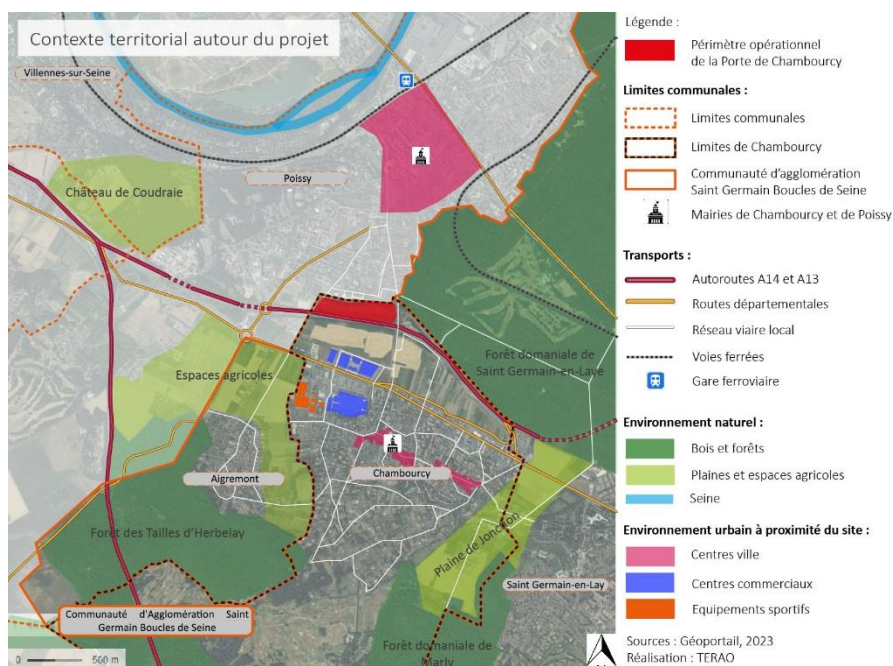 Contexte territorial autour du projet
Villennes-sur-Seine
Château de Coudraie
Poissy
Espaces agricoles
Forêt domaniale de
Saint Germain-en-Laye
Aigremont
Chambourcy
Forêt des Tailles d'Herbelay
Plaine de Jonction
Saint Germain-en-Lay
Communauté d'Agglomération Saint
Germain Boucles de Seine
Forêt domaniale de
Marly
0 500 m
Légende :
Périmètre opérationnel
de la Porte de Chambourcy
Limites communales :
Limites communales
Limites de Chambourcy
Communauté d'agglomération
Saint Germain Boucles de Seine
Mairies de Chambourcy et de Poissy
Transports :
Autoroutes A14 et A13
Routes départementales
Réseau viaire local
Voies ferrées
Gare ferroviaire
Environnement naturel :
Bois et forêts
Plaines et espaces agricoles
Seine
Environnement urbain à proximité du site :
Centres ville
Centres commerciaux
Equipements sportifs
Sources : Géoportail, 2023
Réalisation : TERAO